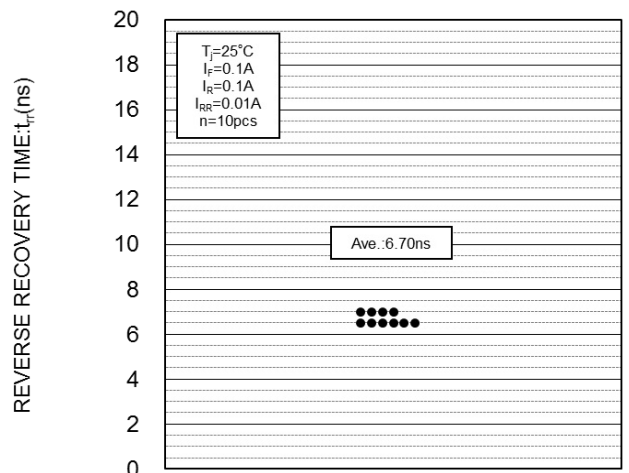 REVERSE RECOVERY TIME:trr(ns)
20
18
16
14
12
10
8
6
4
2
0
Tj=25°C
IF=0.1A
IR=0.1A
IRR=0.01A
n=10pcs
Ave.:6.70ns